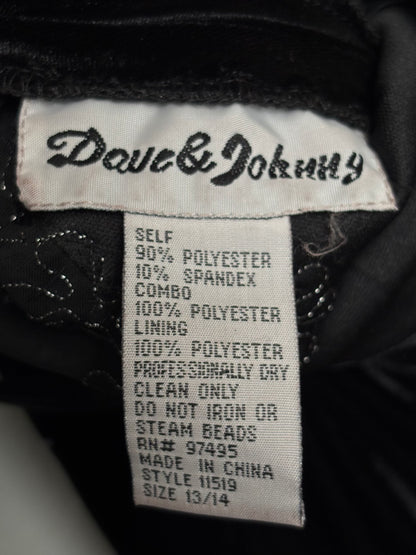 Dave & Johnny
SELF
90% POLYESTER
10% SPANDEX
COMBO
100% POLYESTER
LINING
100% POLYESTER
PROFESSIONALLY DRY
CLEAN ONLY
DO NOT IRON OR
STEAM BEADS
RN# 97495
MADE IN CHINA
STYLE 11519
SIZE 13/14